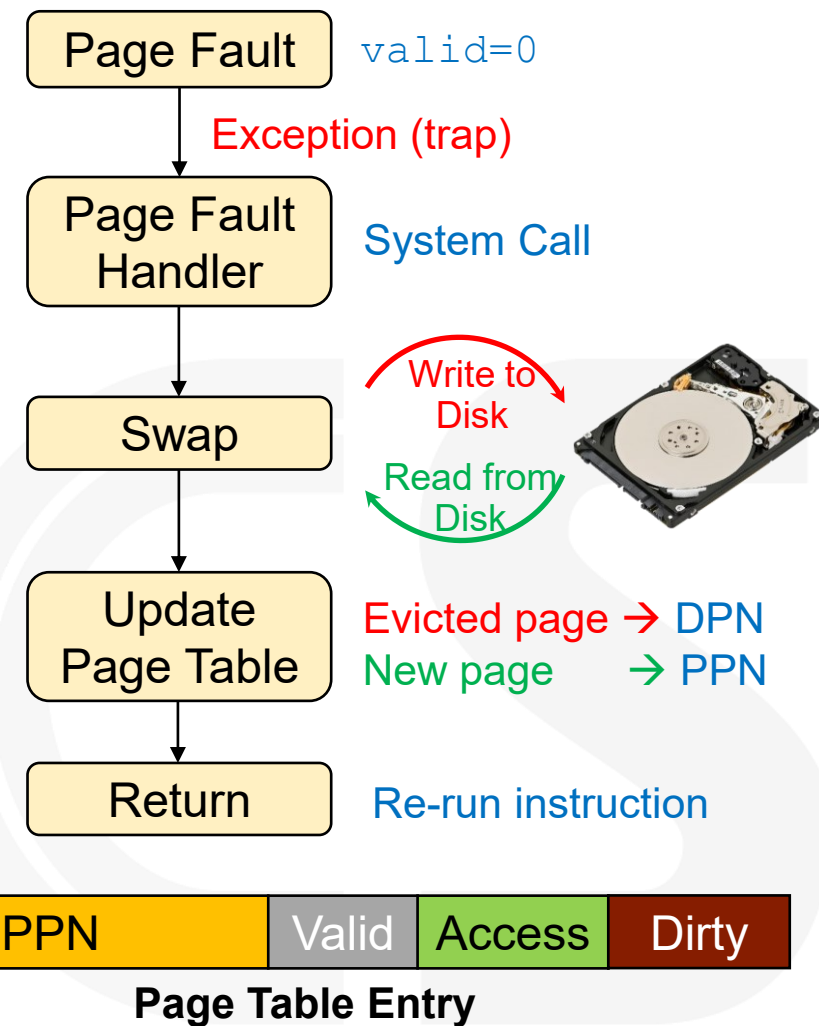 Page Fault
valid=0
Exception (trap)
Page Fault
Handler
System Call
Write to
Disk
Swap
Read from
Disk
Update
Page Table
Evicted page → DPN
New page → PPN
Return
Re-run instruction
PPN
Valid
Access
Dirty
Page Table Entry